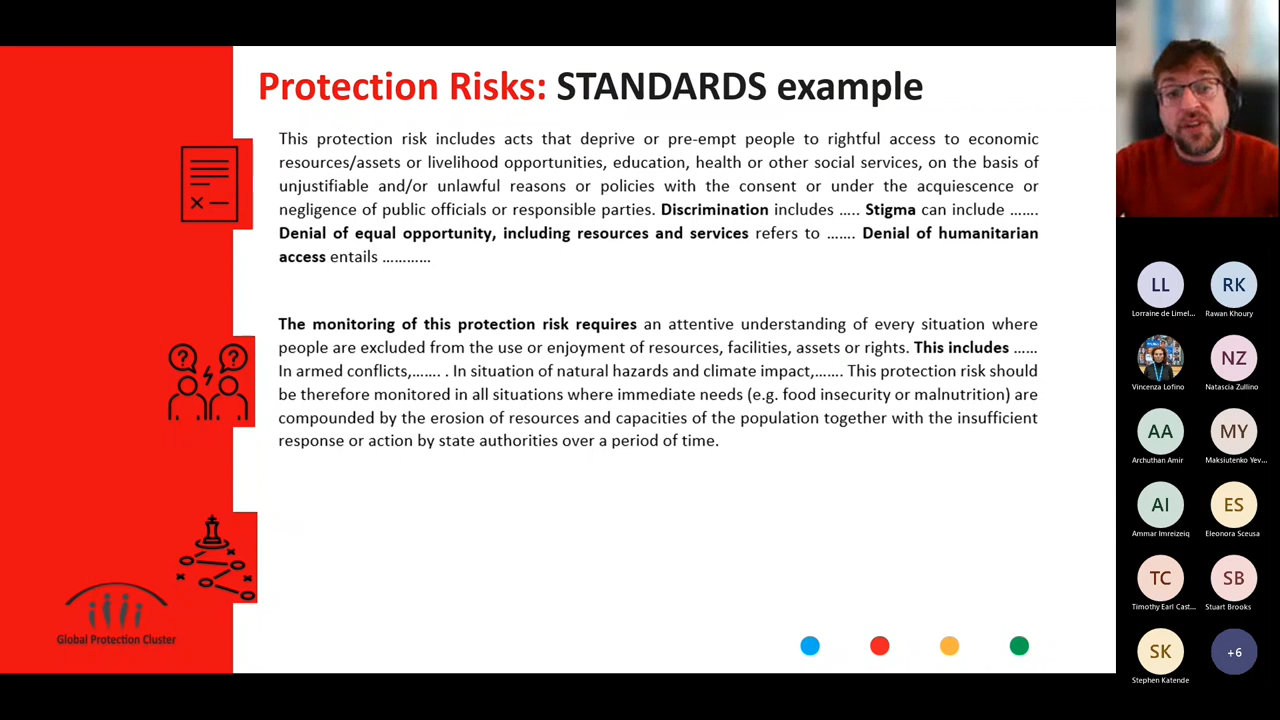 Protection Risks: STANDARDS example
This protection risk includes acts that deprive or pre-empt people to rightful access to economic
resources/assets or livelihood opportunities, education, health or other social services, on the basis of
unjustifiable and/or unlawful reasons or policies with the consent or under the acquiescence or
negligence of public officials or responsible parties. Discrimination includes ….. Stigma can include …….
Denial of equal opportunity, including resources and services refers to ……. Denial of humanitarian
access entails …………
The monitoring of this protection risk requires an attentive understanding of every situation where
people are excluded from the use or enjoyment of resources, facilities, assets or rights. This includes ……
In armed conflicts,……. . In situation of natural hazards and climate impact,……. This protection risk should
be therefore monitored in all situations where immediate needs (e.g. food insecurity or malnutrition) are
compounded by the erosion of resources and capacities of the population together with the insufficient
response or action by state authorities over a period of time.
Global Protection Cluster
LL
RK
Lorraine de Limel...
Rawan Khoury
NZ
Vincenza Lofino
Natascia Zullino
AA
MY
Archuthan Amir
Maksiutenko Yev...
AI
ES
Ammar Imreizeiq
Eleonora Sceusa
TC
SB
Timothy Earl Cast...
Stuart Brooks
SK
+6
Stephen Katende